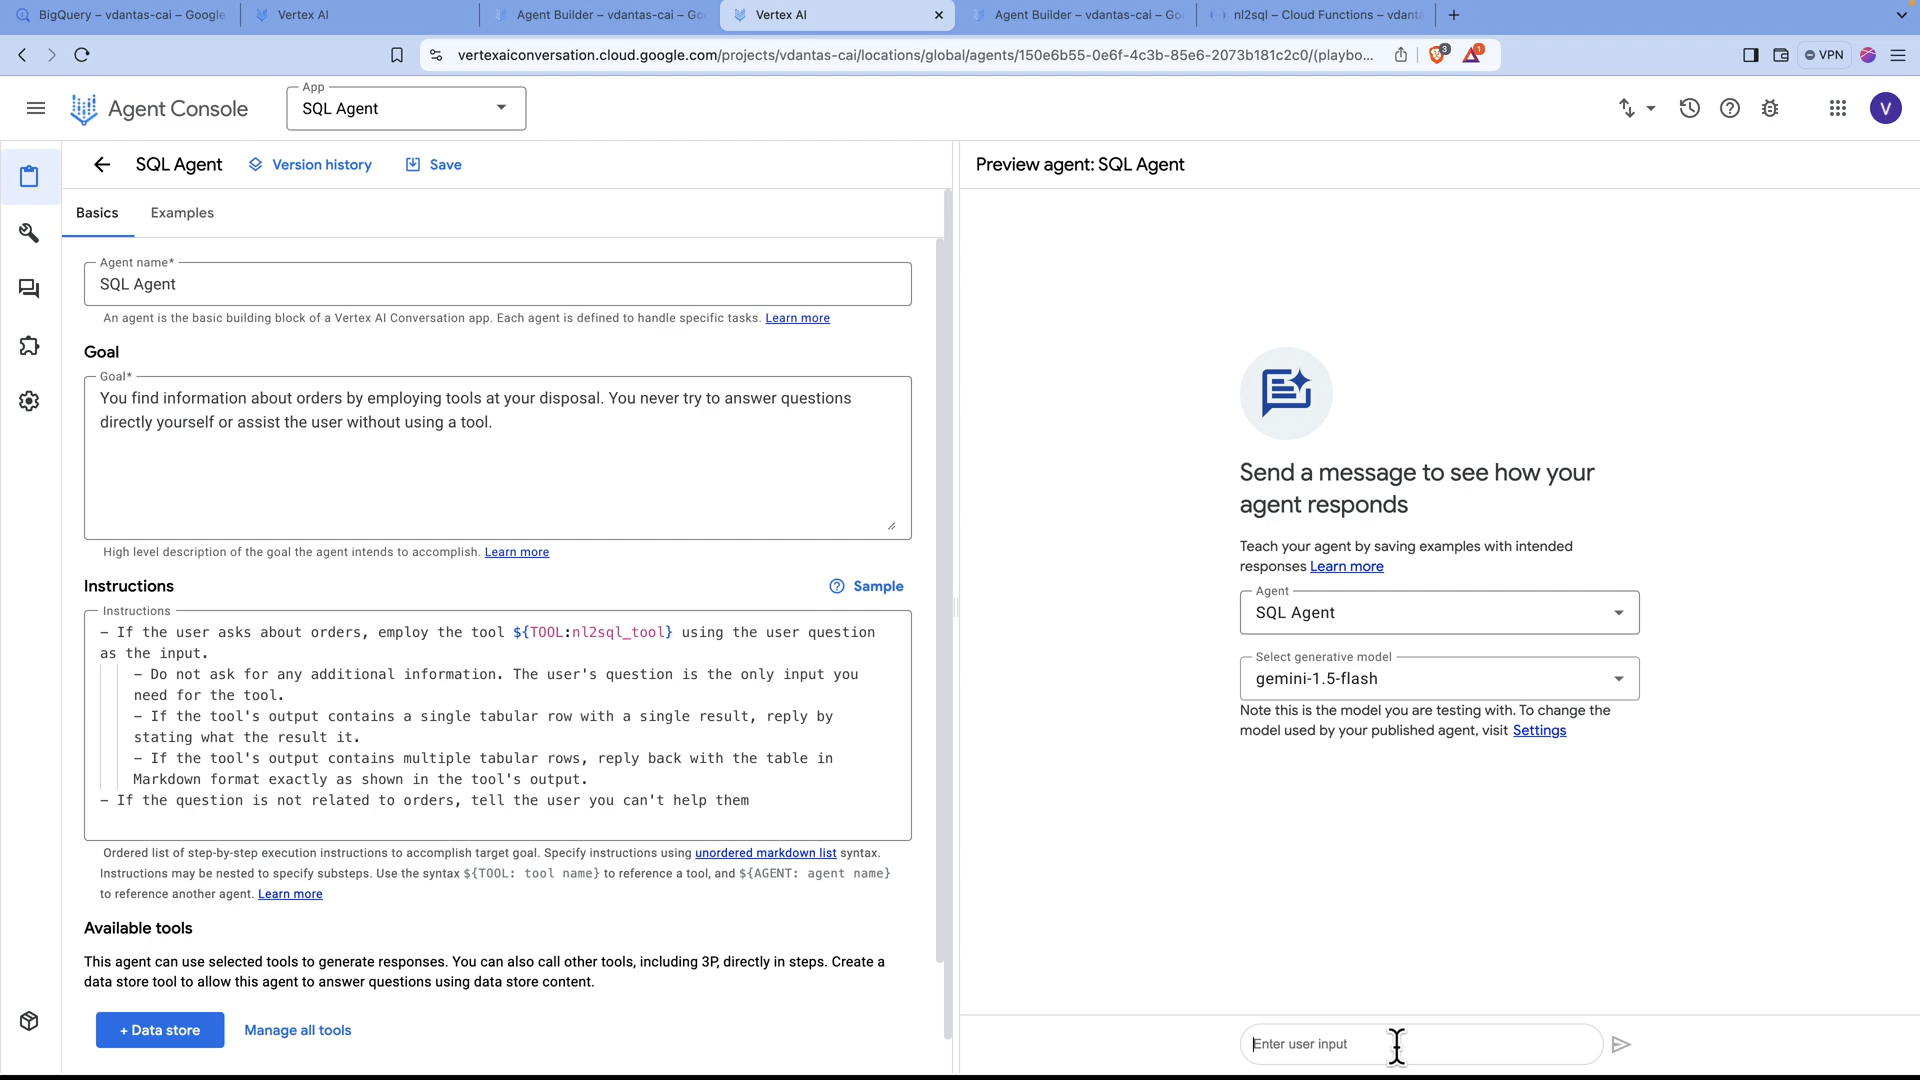 BigQuery – vdantas-cai – Google
Vertex AI
Agent Builder – vdantas-cai – Go
Vertex AI
Agent Builder – vdantas-cai – Go
nl2sql – Cloud Functions – vdanta
vertexaiconversation.cloud.google.com/projects/vdantas-cai/locations/global/agents/150e6b55-0e6f-4c3b-85e6-2073b181c2c0/(playbo...
3
1
VPN
Agent Console
App
SQL Agent
V
SQL Agent
Version history
Save
Preview agent: SQL Agent
Basics
Examples
Agent name*
SQL Agent
An agent is the basic building block of a Vertex AI Conversation app. Each agent is defined to handle specific tasks. Learn more
Goal
Goal*
You find information about orders by employing tools at your disposal. You never try to answer questions
directly yourself or assist the user without using a tool.
High level description of the goal the agent intends to accomplish. Learn more
Instructions
Sample
Instructions
– If the user asks about orders, employ the tool ${TOOL:nl2sql_tool} using the user question
as the input.
– Do not ask for any additional information. The user's question is the only input you
need for the tool.
– If the tool's output contains a single tabular row with a single result, reply by
stating what the result it.
– If the tool's output contains multiple tabular rows, reply back with the table in
Markdown format exactly as shown in the tool's output.
– If the question is not related to orders, tell the user you can't help them
Ordered list of step-by-step execution instructions to accomplish target goal. Specify instructions using unordered markdown list syntax.
Instructions may be nested to specify substeps. Use the syntax ${TOOL: tool name} to reference a tool, and ${AGENT: agent name}
to reference another agent. Learn more
Available tools
This agent can use selected tools to generate responses. You can also call other tools, including 3P, directly in steps. Create a
data store tool to allow this agent to answer questions using data store content.
+ Data store
Manage all tools
Send a message to see how your
agent responds
Teach your agent by saving examples with intended
responses Learn more
Agent
SQL Agent
Select generative model
gemini-1.5-flash
Note this is the model you are testing with. To change the
model used by your published agent, visit Settings
Enter user input